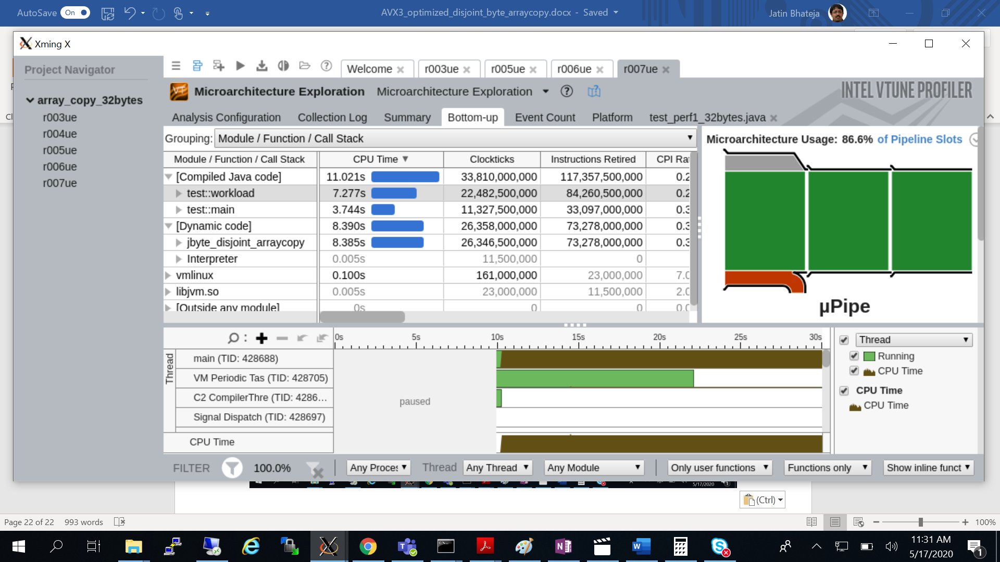 AutoSave On AVX3_optimized_disjoint_byte_arraycopy.docx - Saved Jatin Bhateja
Xming X
Project Navigator
array_copy_32bytes
r003ue
r004ue
r005ue
r006ue
r007ue
Welcome r003ue r005ue r006ue r007ue
VT Microarchitecture Exploration Microarchitecture Exploration INTEL VTUNE PROFILER
Analysis Configuration Collection Log Summary Bottom-up Event Count Platform test_perf1_32bytes.java
Grouping: Module / Function / Call Stack
Module / Function / Call Stack CPU Time Clockticks Instructions Retired CPI Rat
[Compiled Java code] 11.021s 33,810,000,000 117,357,500,000 0.2
test::workload 7.277s 22,482,500,000 84,260,500,000 0.2
test::main 3.744s 11,327,500,000 33,097,000,000 0.3
[Dynamic code] 8.390s 26,358,000,000 73,278,000,000 0.3
jbyte_disjoint_arraycopy 8.385s 26,346,500,000 73,278,000,000 0.3
Interpreter 0.005s 11,500,000 0
vmlinux 0.100s 161,000,000 23,000,000 7.0
libjvm.so 0.005s 23,000,000 11,500,000 2.0
[Outside any module] 0s 0 0 0.0
Microarchitecture Usage: 86.6% of Pipeline Slots
µPipe
0s 5s 10s 15s 20s 25s 30s
Thread
main (TID: 428688)
VM Periodic Tas (TID: 428705)
C2 CompilerThre (TID: 4286...
Signal Dispatch (TID: 428697)
CPU Time
paused
Thread
Running
CPU Time
CPU Time
CPU Time
FILTER 100.0% Any Proces Thread Any Thread Any Module Only user functions Functions only Show inline funct
5/17/2020
(Ctrl)
Page 22 of 22 993 words 100%
11:31 AM
5/17/2020
1